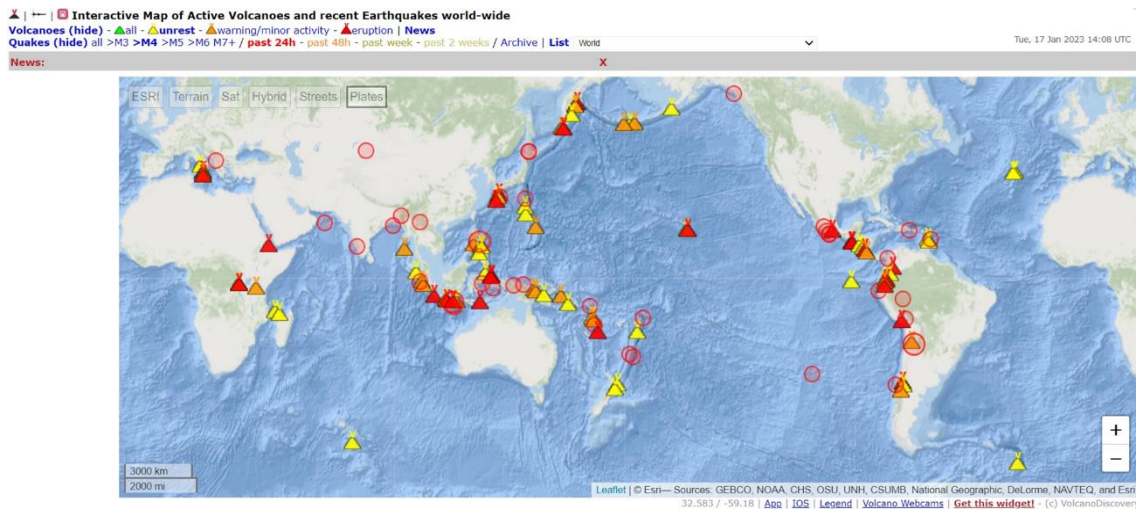 | | Interactive Map of Active Volcanoes and recent Earthquakes world-wide
Volcanoes (hide) - all - unrest - warning/minor activity - eruption | News
Quakes (hide) all >M3 >M4 >M5 >M6 M7+ / past 24h - past 48h - past week - past 2 weeks / Archive | List World
Tue, 17 Jan 2023 14:08 UTC
News: X
ESRI Terrain Sat Hybrid Streets Plates
+
−
3000 km
2000 mi
Leaflet | © Esri— Sources: GEBCO, NOAA, CHS, OSU, UNH, CSUMB, National Geographic, DeLorme, NAVTEQ, and Esri
32.583 / -59.18 | App | IOS | Legend | Volcano Webcams | Get this widget! - (c) VolcanoDiscovery